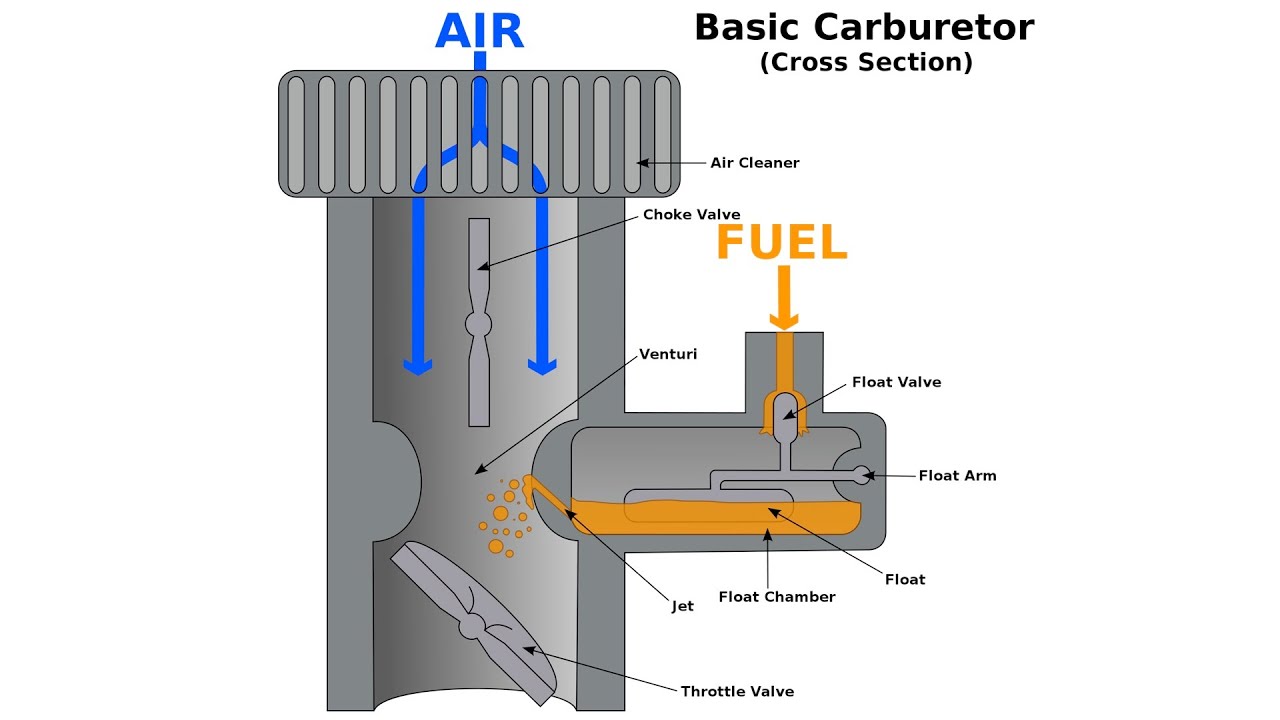 AIR
Basic Carburetor
(Cross Section)
Air Cleaner
Choke Valve
FUEL
Venturi
Float Valve
Float Arm
Float
Float Chamber
Jet
Throttle Valve